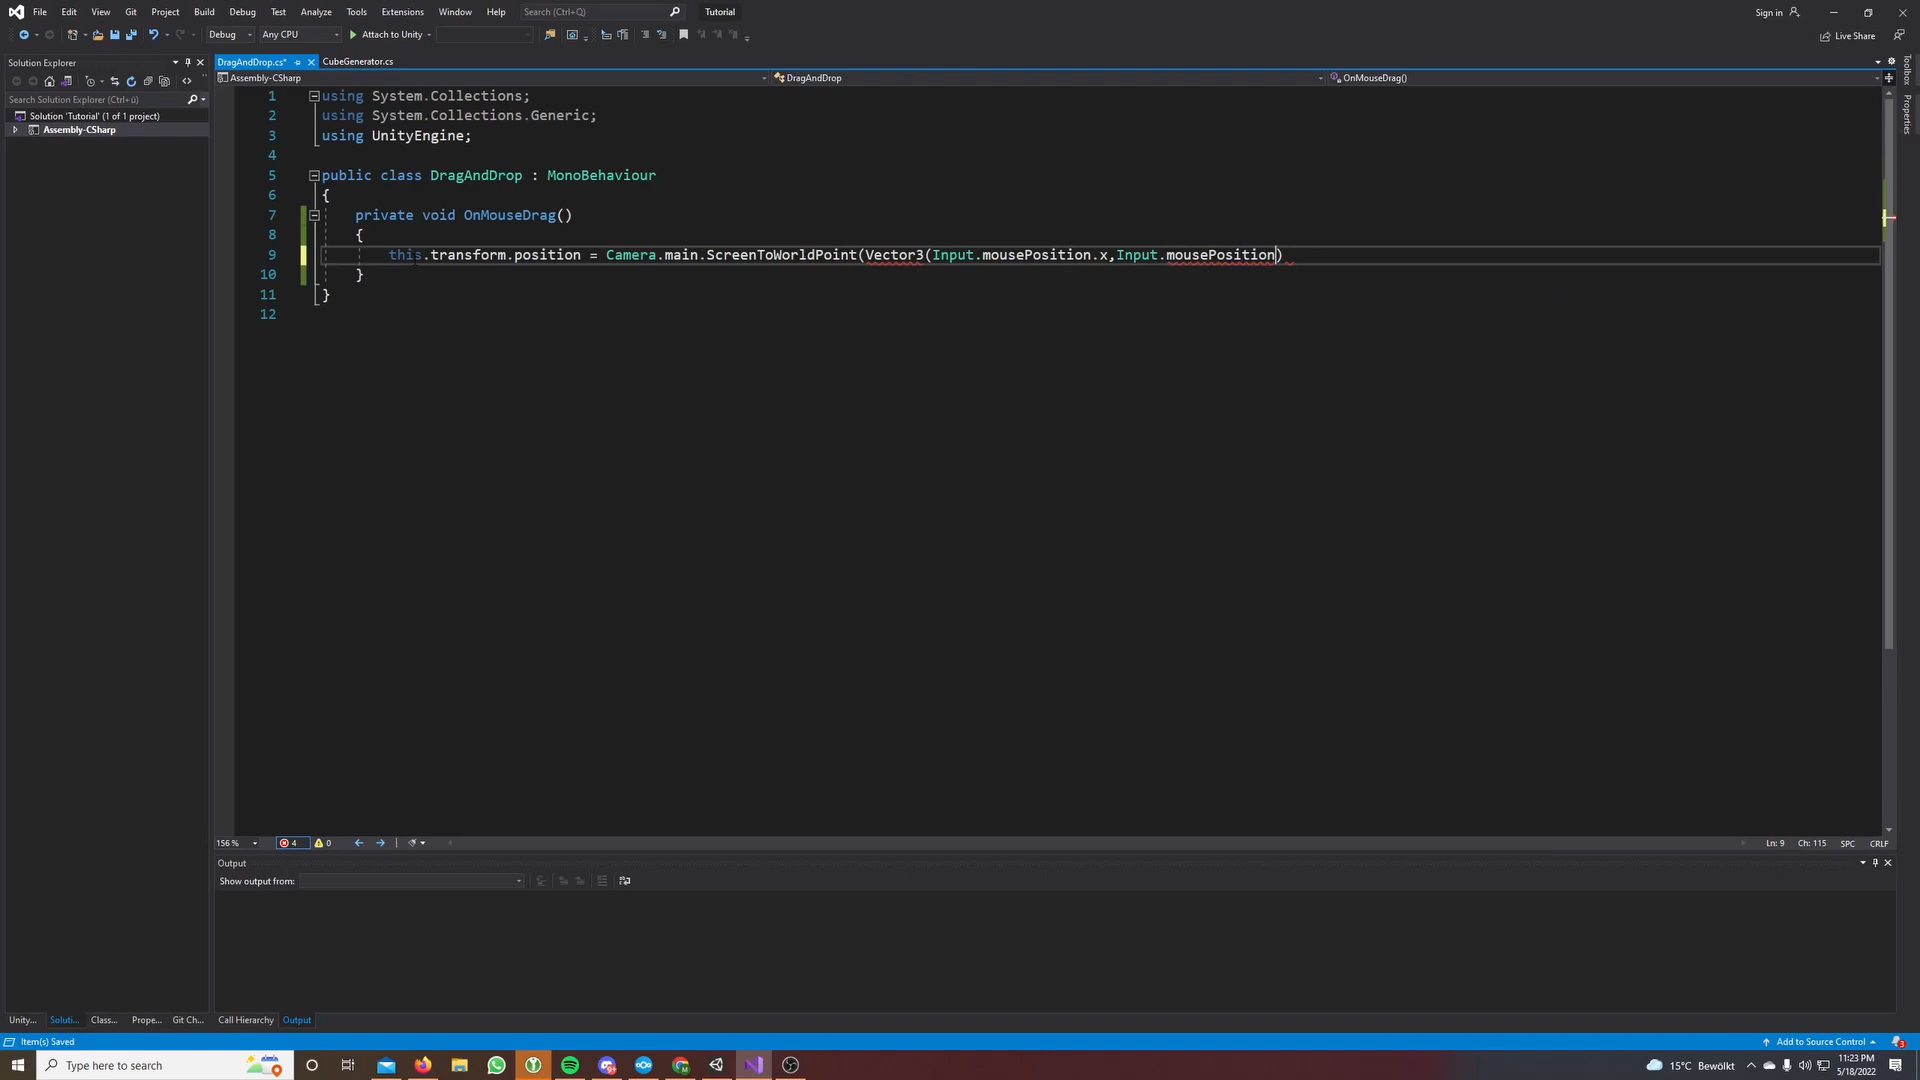 File Edit View Git Project Build Debug Test Analyze Tools Extensions Window Help Search (Ctrl+Q) Tutorial Sign in
Debug Any CPU Attach to Unity Live Share
Solution Explorer
Search Solution Explorer (Ctrl+ü)
Solution 'Tutorial' (1 of 1 project)
Assembly-CSharp
DragAndDrop.cs* CubeGenerator.cs
Assembly-CSharp DragAndDrop OnMouseDrag()
1 using System.Collections;
2 using System.Collections.Generic;
3 using UnityEngine;
4
5 public class DragAndDrop : MonoBehaviour
6 {
7 private void OnMouseDrag()
8 {
9 this.transform.position = Camera.main.ScreenToWorldPoint(Vector3(Input.mousePosition.x,Input.mousePosition)
10 }
11 }
12
Toolbox
Properties
156 % 4 0 Ln: 9 Ch: 115 SPC CRLF
Output
Show output from:
Unity... Soluti... Class... Prope... Git Ch... Call Hierarchy Output
Item(s) Saved Add to Source Control 3
Type here to search 15°C Bewölkt 11:23 PM
5/18/2022